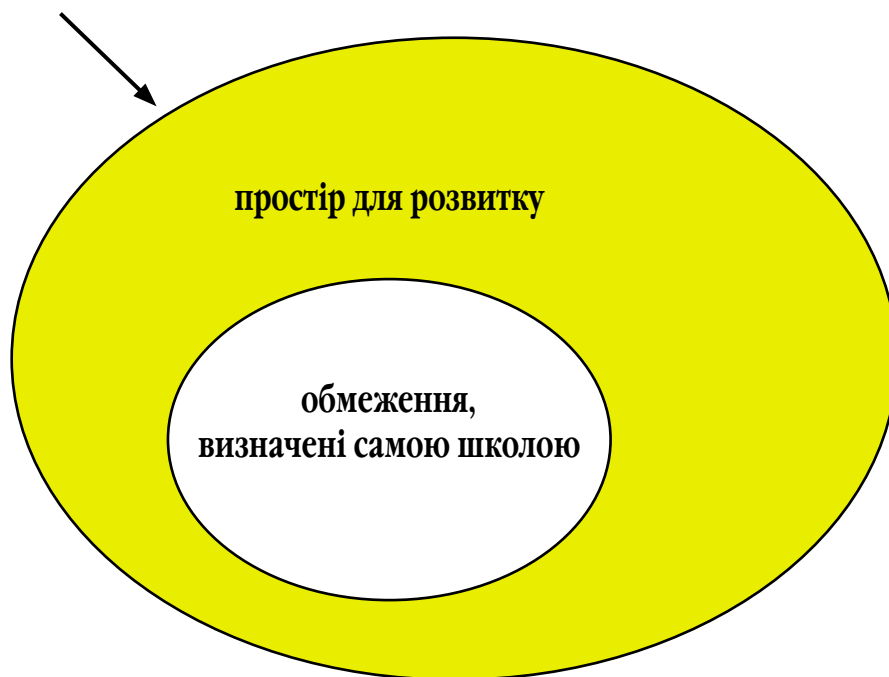 простір для розвитку
обмеження,
визначені самою школою